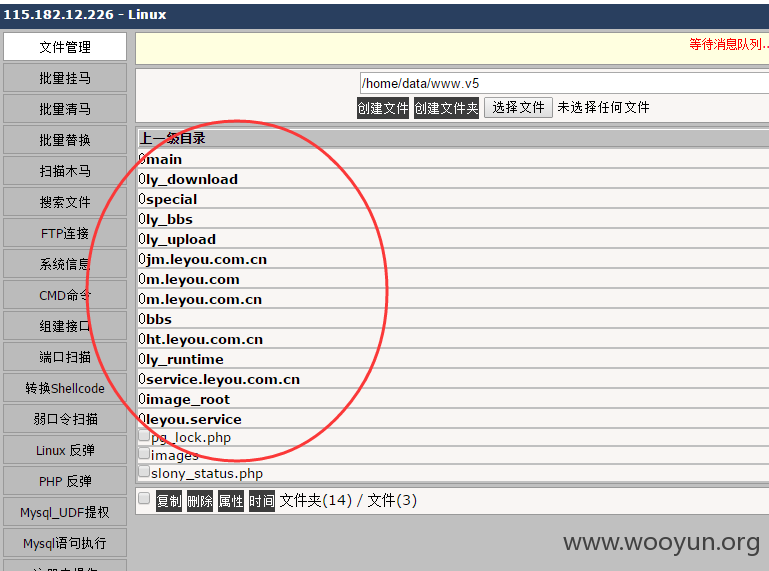 115.182.12.226 - Linux
等待消息队列..
文件管理
批量挂马
批量清马
批量替换
扫描木马
搜索文件
FTP连接
系统信息
CMD命令
组建接口
端口扫描
转换Shellcode
弱口令扫描
Linux 反弹
PHP 反弹
Mysql_UDF提权
Mysql语句执行
/home/data/www.v5
创建文件 创建文件夹 选择文件 未选择任何文件
上一级目录
0main
0ly_download
0special
0ly_bbs
0ly_upload
0jm.leyou.com.cn
0m.leyou.com
0m.leyou.com.cn
0bbs
0ht.leyou.com.cn
0ly_runtime
0service.leyou.com.cn
0image_root
0leyou.service
pg_lock.php
images
slony_status.php
复制 删除 属性 时间 文件夹(14) / 文件(3)
www.wooyun.org